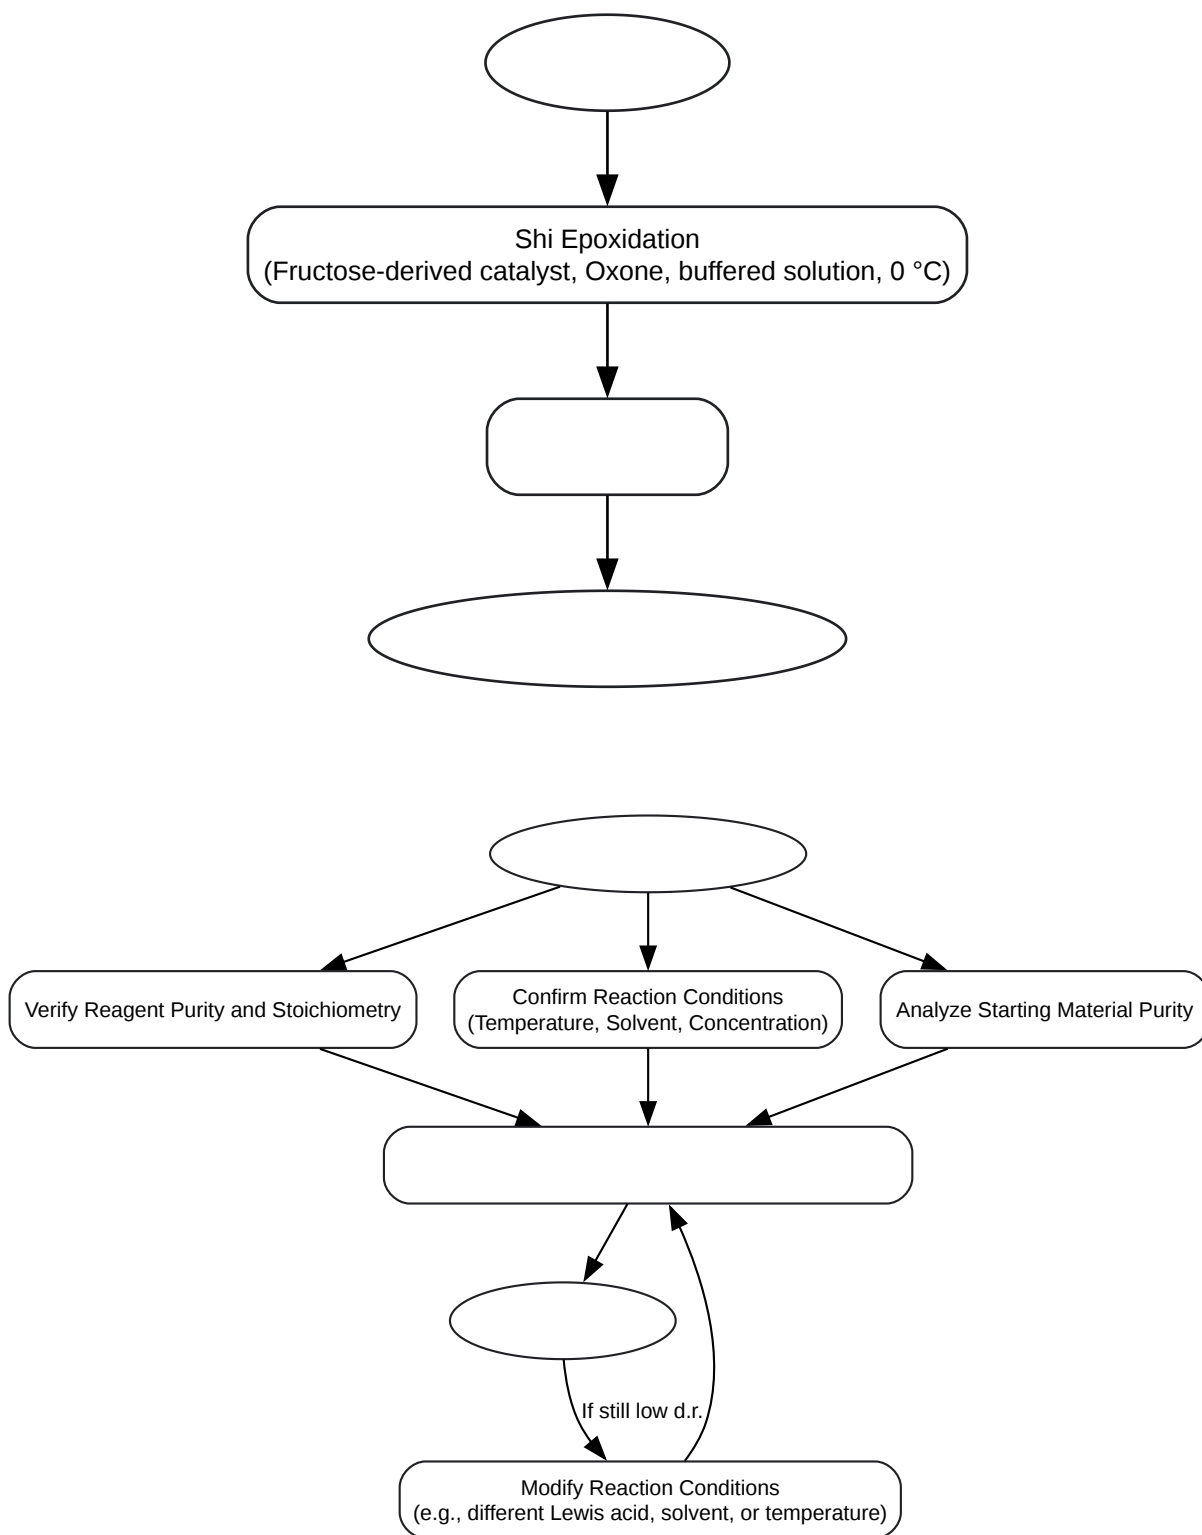 Shi Epoxidation
(Fructose-derived catalyst, Oxone, buffered solution, 0 °C)
Verify Reagent Purity and Stoichiometry
Confirm Reaction Conditions
(Temperature, Solvent, Concentration)
Analyze Starting Material Purity
If still low d.r.
Modify Reaction Conditions
(e.g., different Lewis acid, solvent, or temperature)